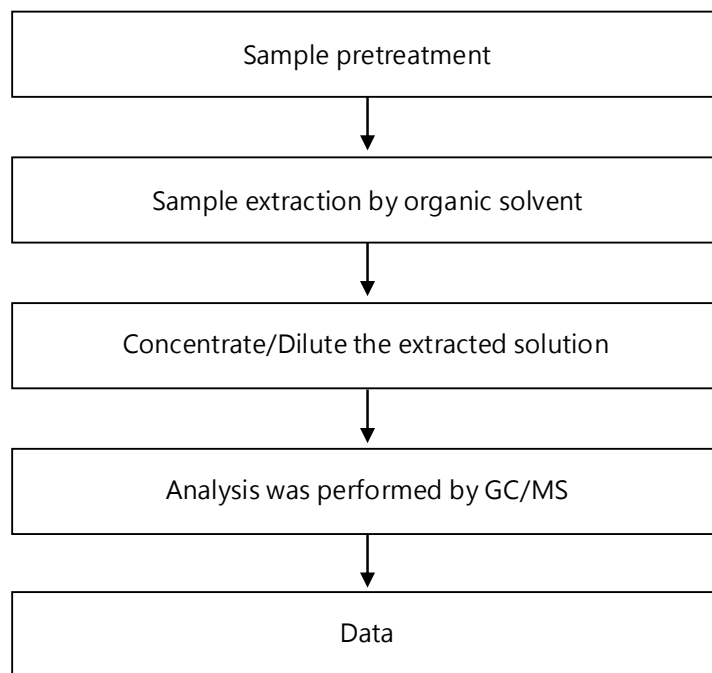 Sample pretreatment
Sample extraction by organic solvent
Concentrate/Dilute the extracted solution
Analysis was performed by GC/MS
Data